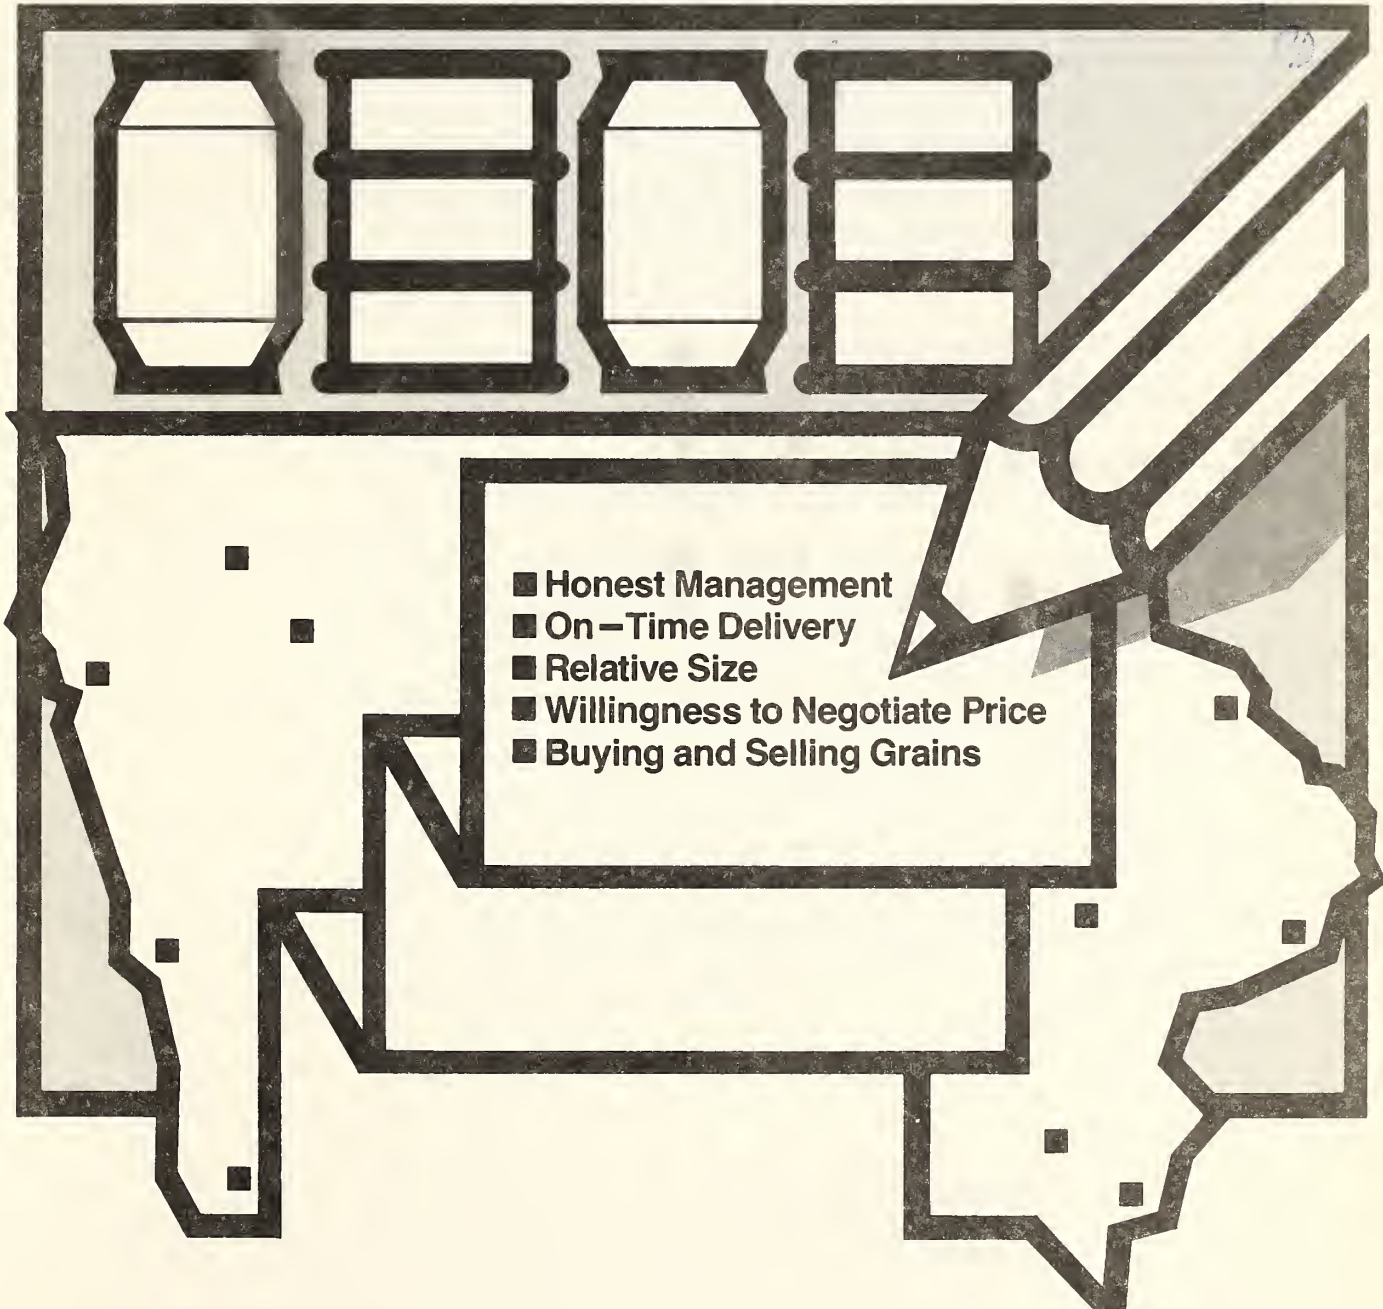 ■ Honest Management
■ On–Time Delivery
■ Relative Size
■ Willingness to Negotiate Price
■ Buying and Selling Grains